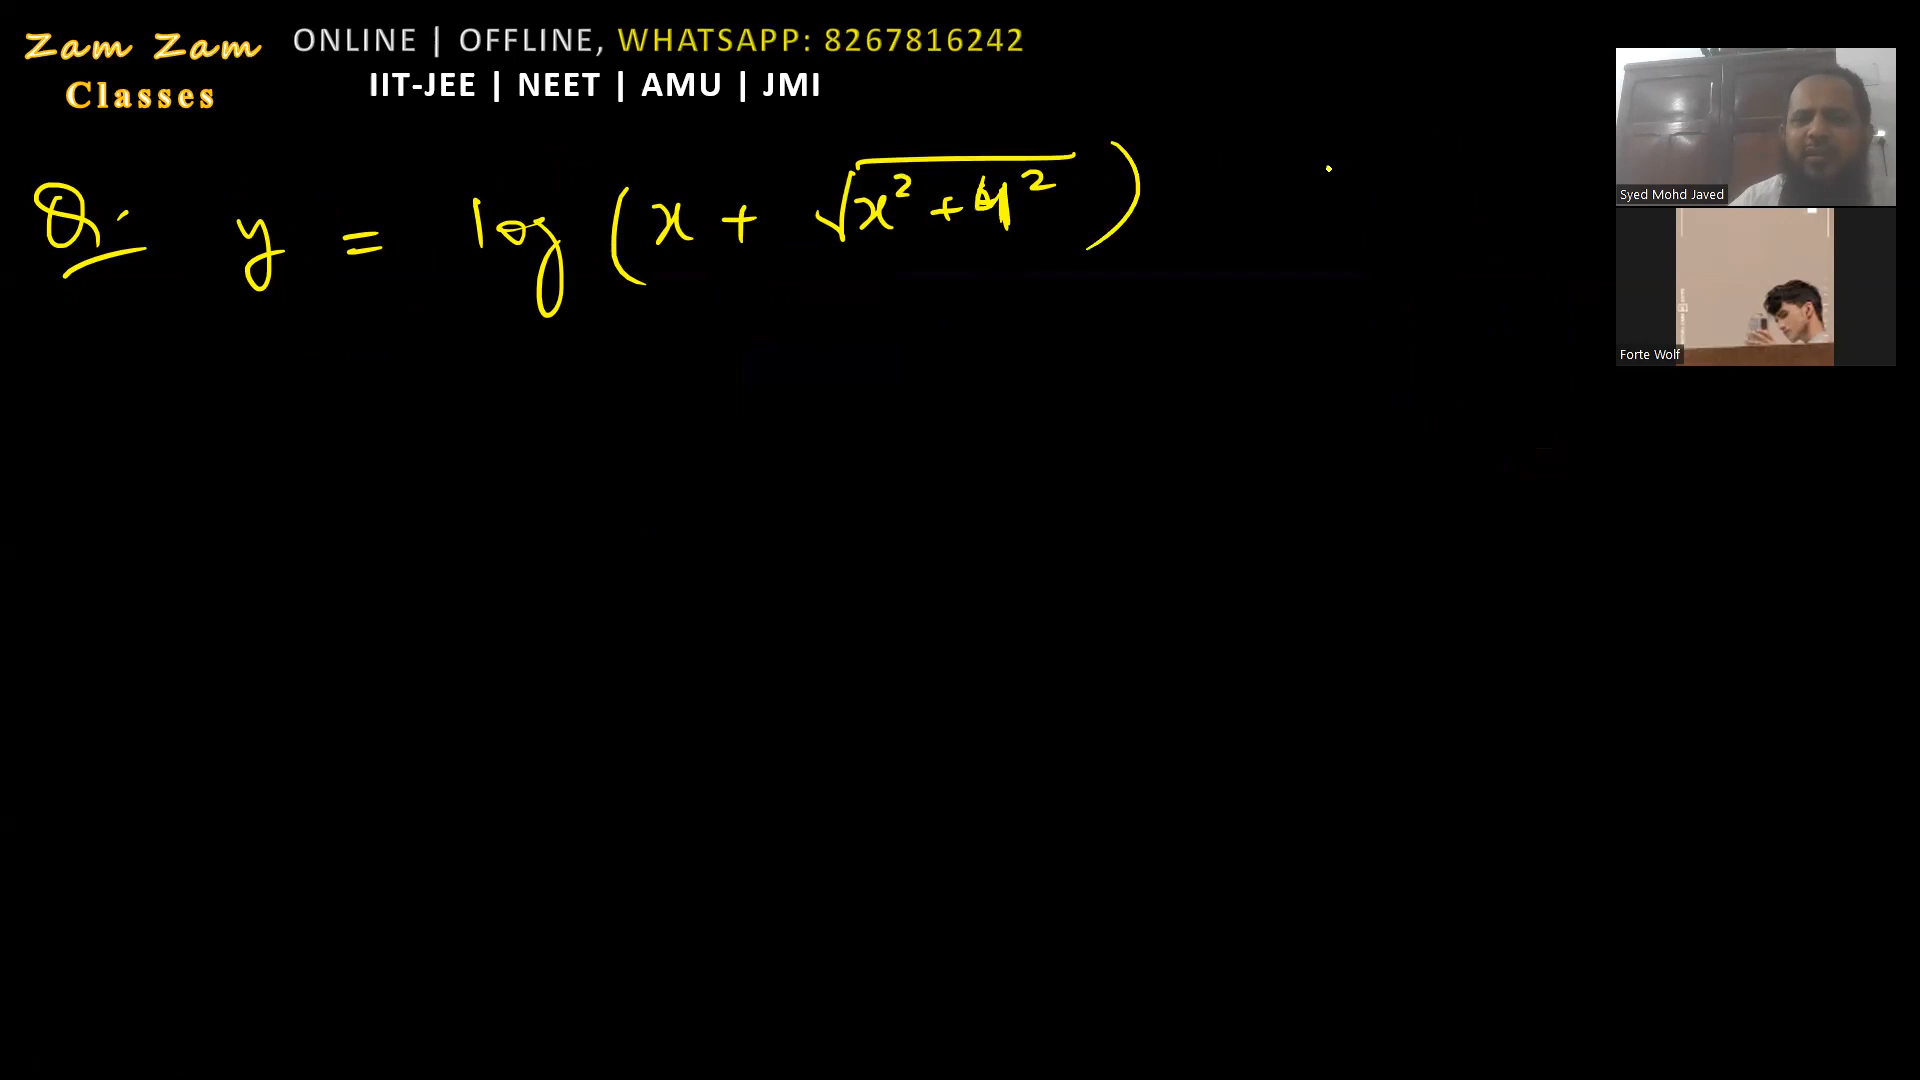 Zam Zam Classes
ONLINE | OFFLINE, WHATSAPP: 8267816242
IIT-JEE | NEET | AMU | JMI
Q:- y = log (x + √x² + 4²)
Syed Mohd Javed
Forte Wolf